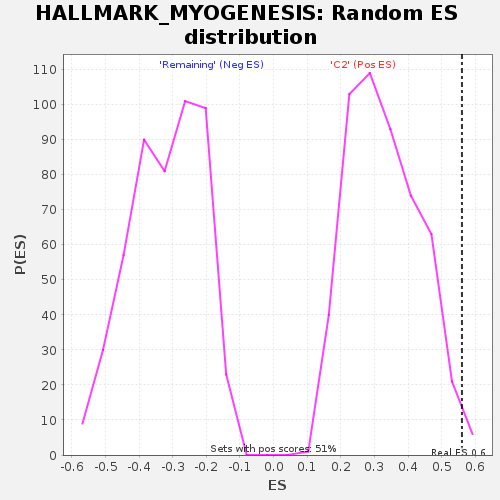 HALLMARK_MYOGENESIS: Random ES
distribution
'Remaining' (Neg ES)
'C2' (Pos ES)
110
100
90
80
70
60
50
40
30
20
10
0
P(ES)
Sets with pos scores: 51%
Real ES 0.6
-0.6 -0.5 -0.4 -0.3 -0.2 -0.1 0.0 0.1 0.2 0.3 0.4 0.5 0.6
ES